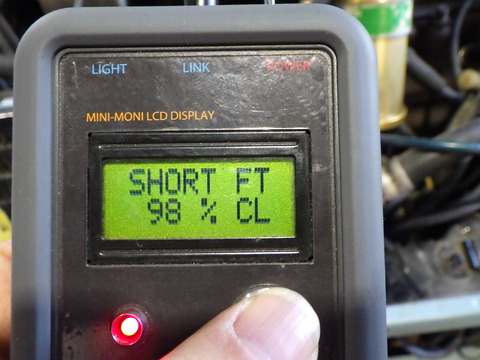 LIGHT LINK POWER
MINI-MONI LCD DISPLAY
SHORT FT
98 % CL